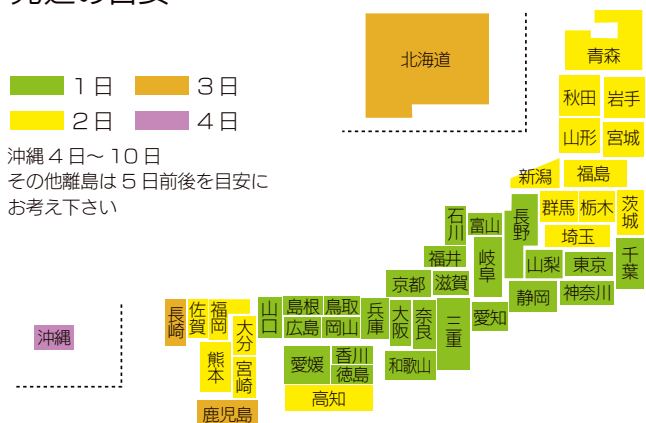 1日
3日
2日
4日
沖縄4日～10日
その他離島は5日前後を目安に
お考え下さい
北海道
青森
秋田
岩手
山形
宮城
新潟
福島
石川
富山
長野
群馬
栃木
茨城
埼玉
福井
岐阜
山梨
東京
千葉
京都
滋賀
静岡
神奈川
長崎
佐賀
福岡
大分
山口
島根
鳥取
広島
岡山
兵庫
大阪
奈良
三重
愛知
沖縄
熊本
宮崎
愛媛
香川
徳島
和歌山
高知
鹿児島